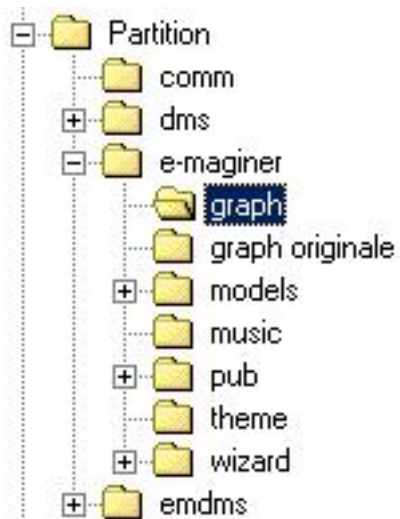 Partition
comm
dms
e-maginer
graph
graph originale
models
music
pub
theme
wizard
emdms